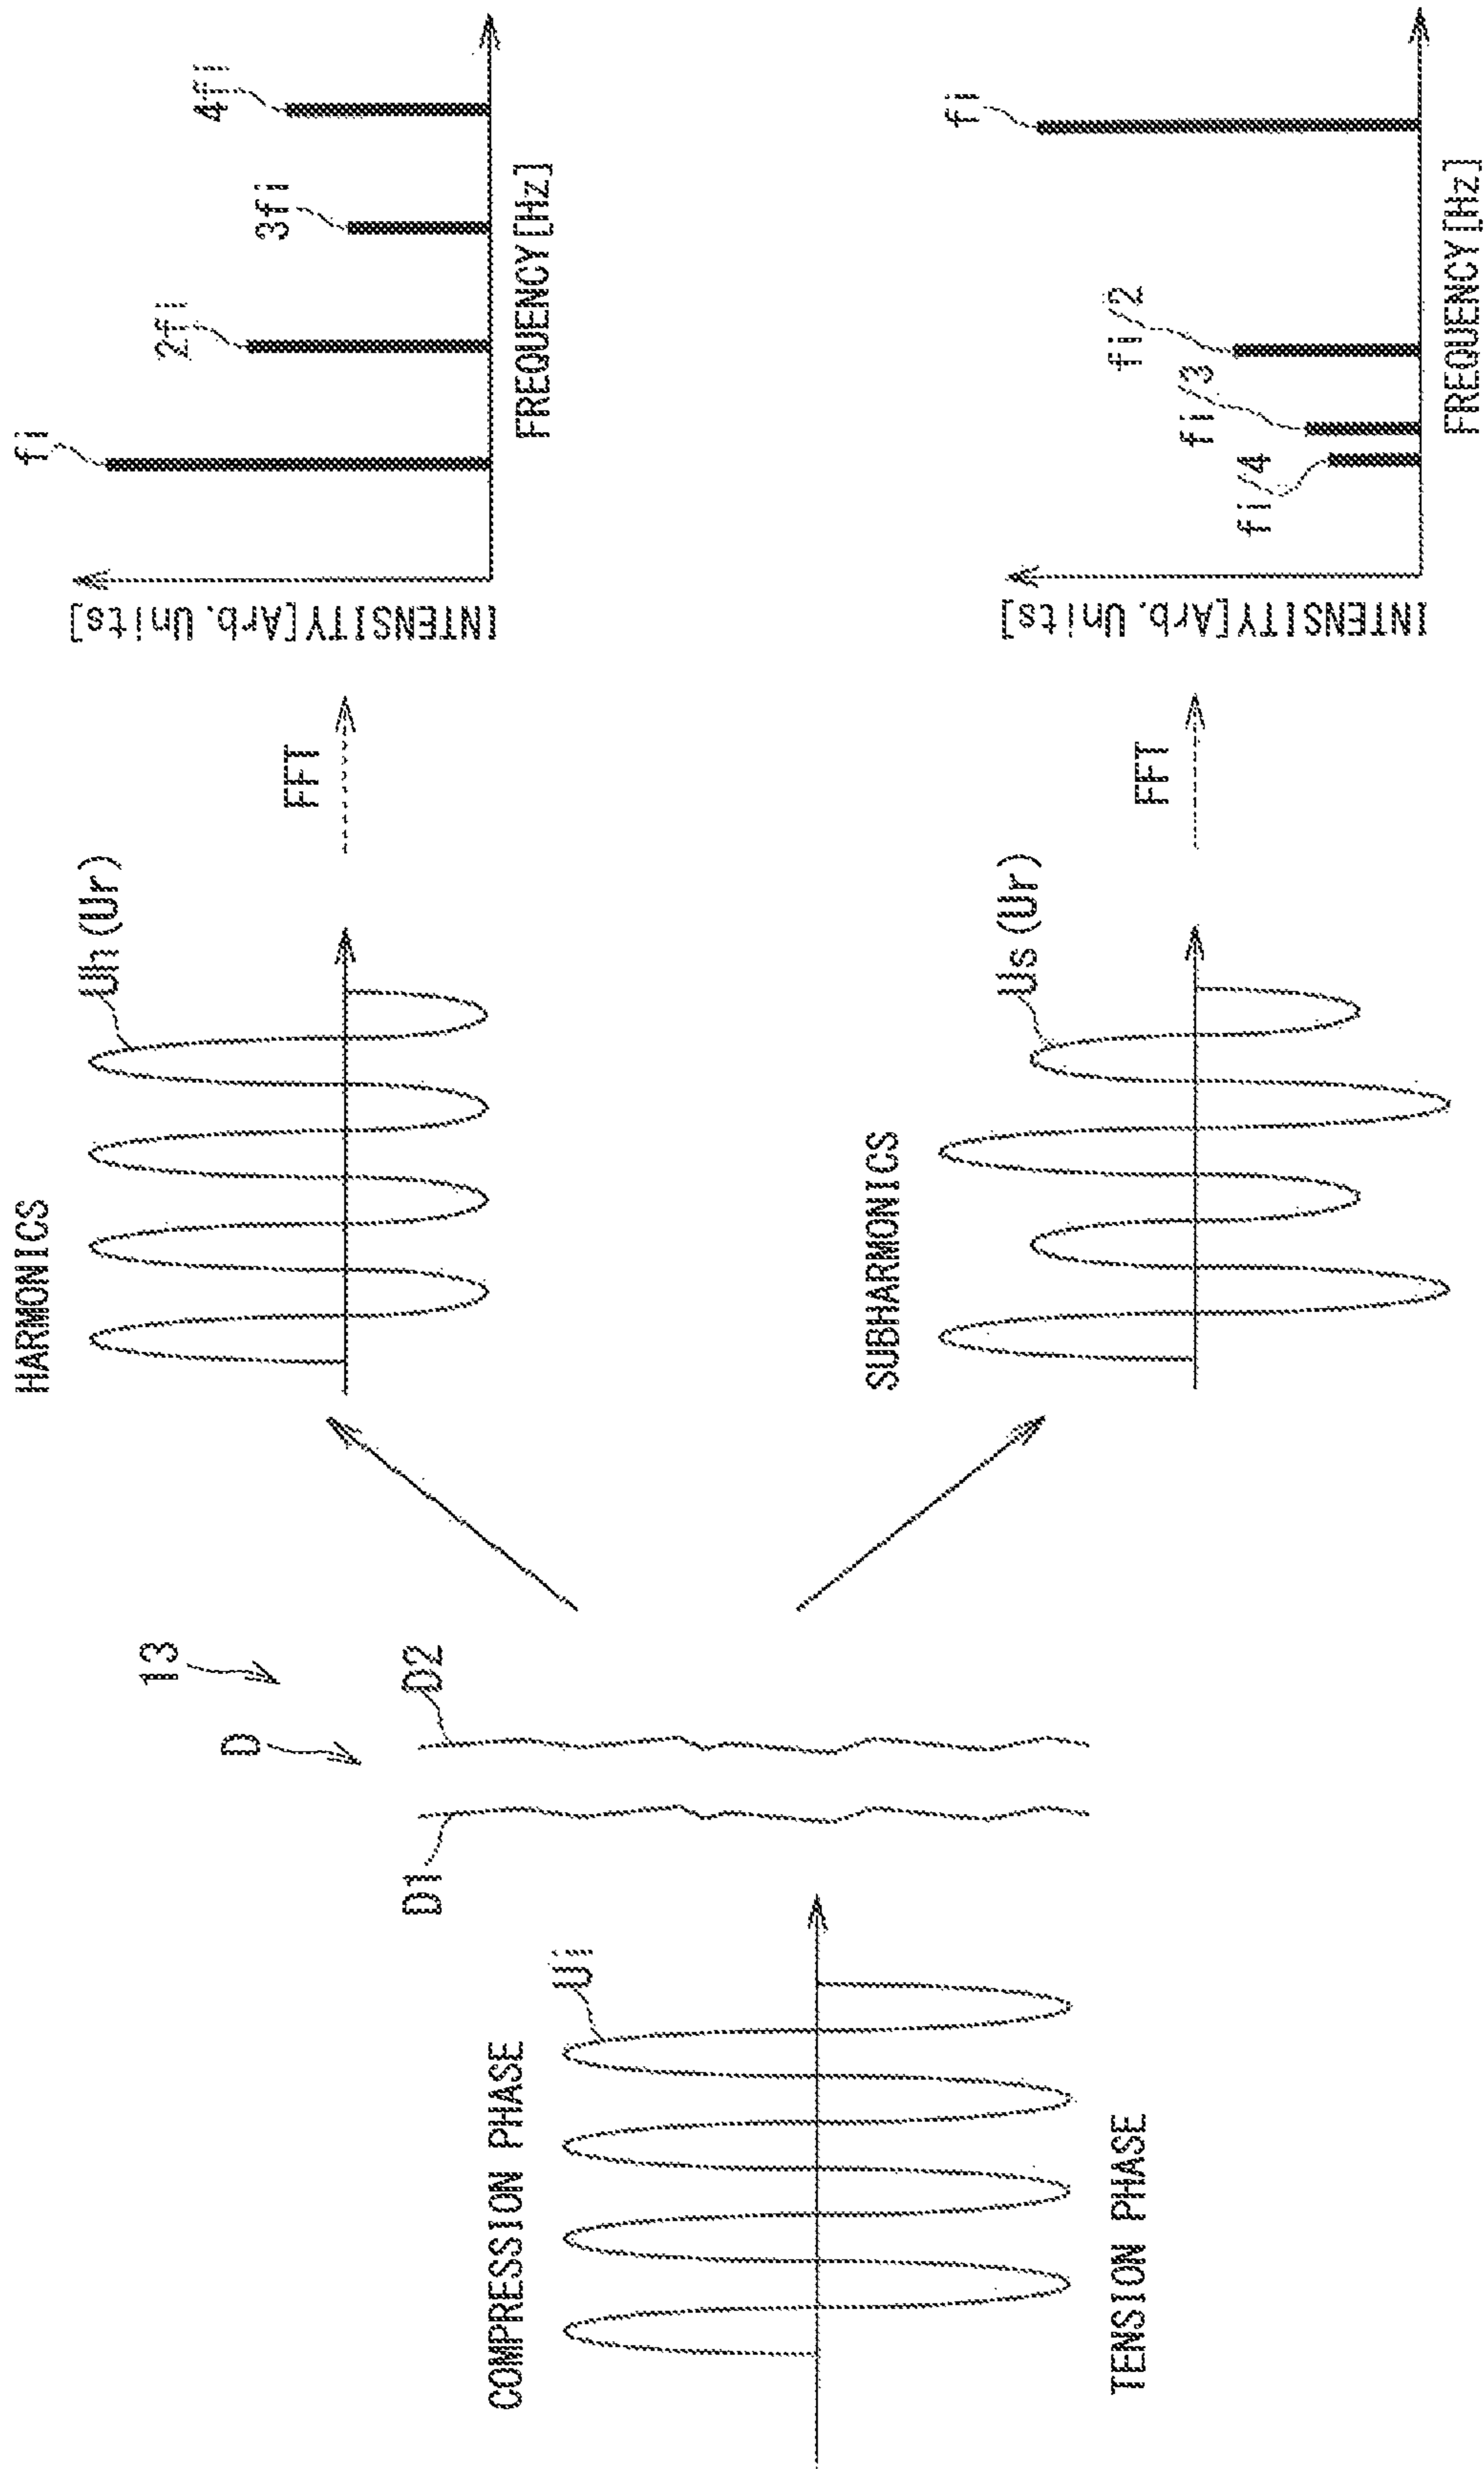 COMPRESSION PHASE
Ui
TENSION PHASE
13
D
D1
D2
HARMONICS
Uh(Ur)
FFT
INTENSITY[Arb.Units]
fi
2fi
3fi
4fi
FREQUENCY[Hz]
SUBHARMONICS
Us(Ur)
FFT
INTENSITY[Arb.Units]
fi/4
fi/3
fi/2
fi
FREQUENCY[Hz]